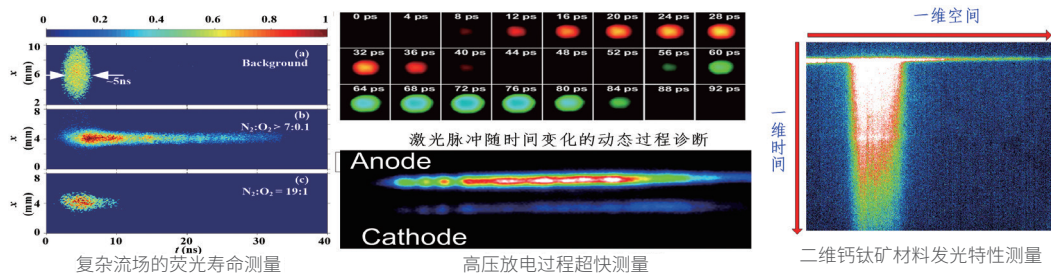 0 0.2 0.4 0.6 0.8 1
10
8
6
4
2
x (mm)
(a)
Background
~5ns
8
4
0
x (mm)
(b)
N₂:O₂ > 7:0.1
8
4
0
x (mm)
(c)
N₂:O₂ = 19:1
0 10 20 30 40
t (ns)
复杂流场的荧光寿命测量
0 ps 4 ps 8 ps 12 ps 16 ps 20 ps 24 ps 28 ps
32 ps 36 ps 40 ps 44 ps 48 ps 52 ps 56 ps 60 ps
64 ps 68 ps 72 ps 76 ps 80 ps 84 ps 88 ps 92 ps
激光脉冲随时间变化的动态过程诊断
Anode
Cathode
高压放电过程超快测量
一维空间
一维时间
二维钙钛矿材料发光特性测量